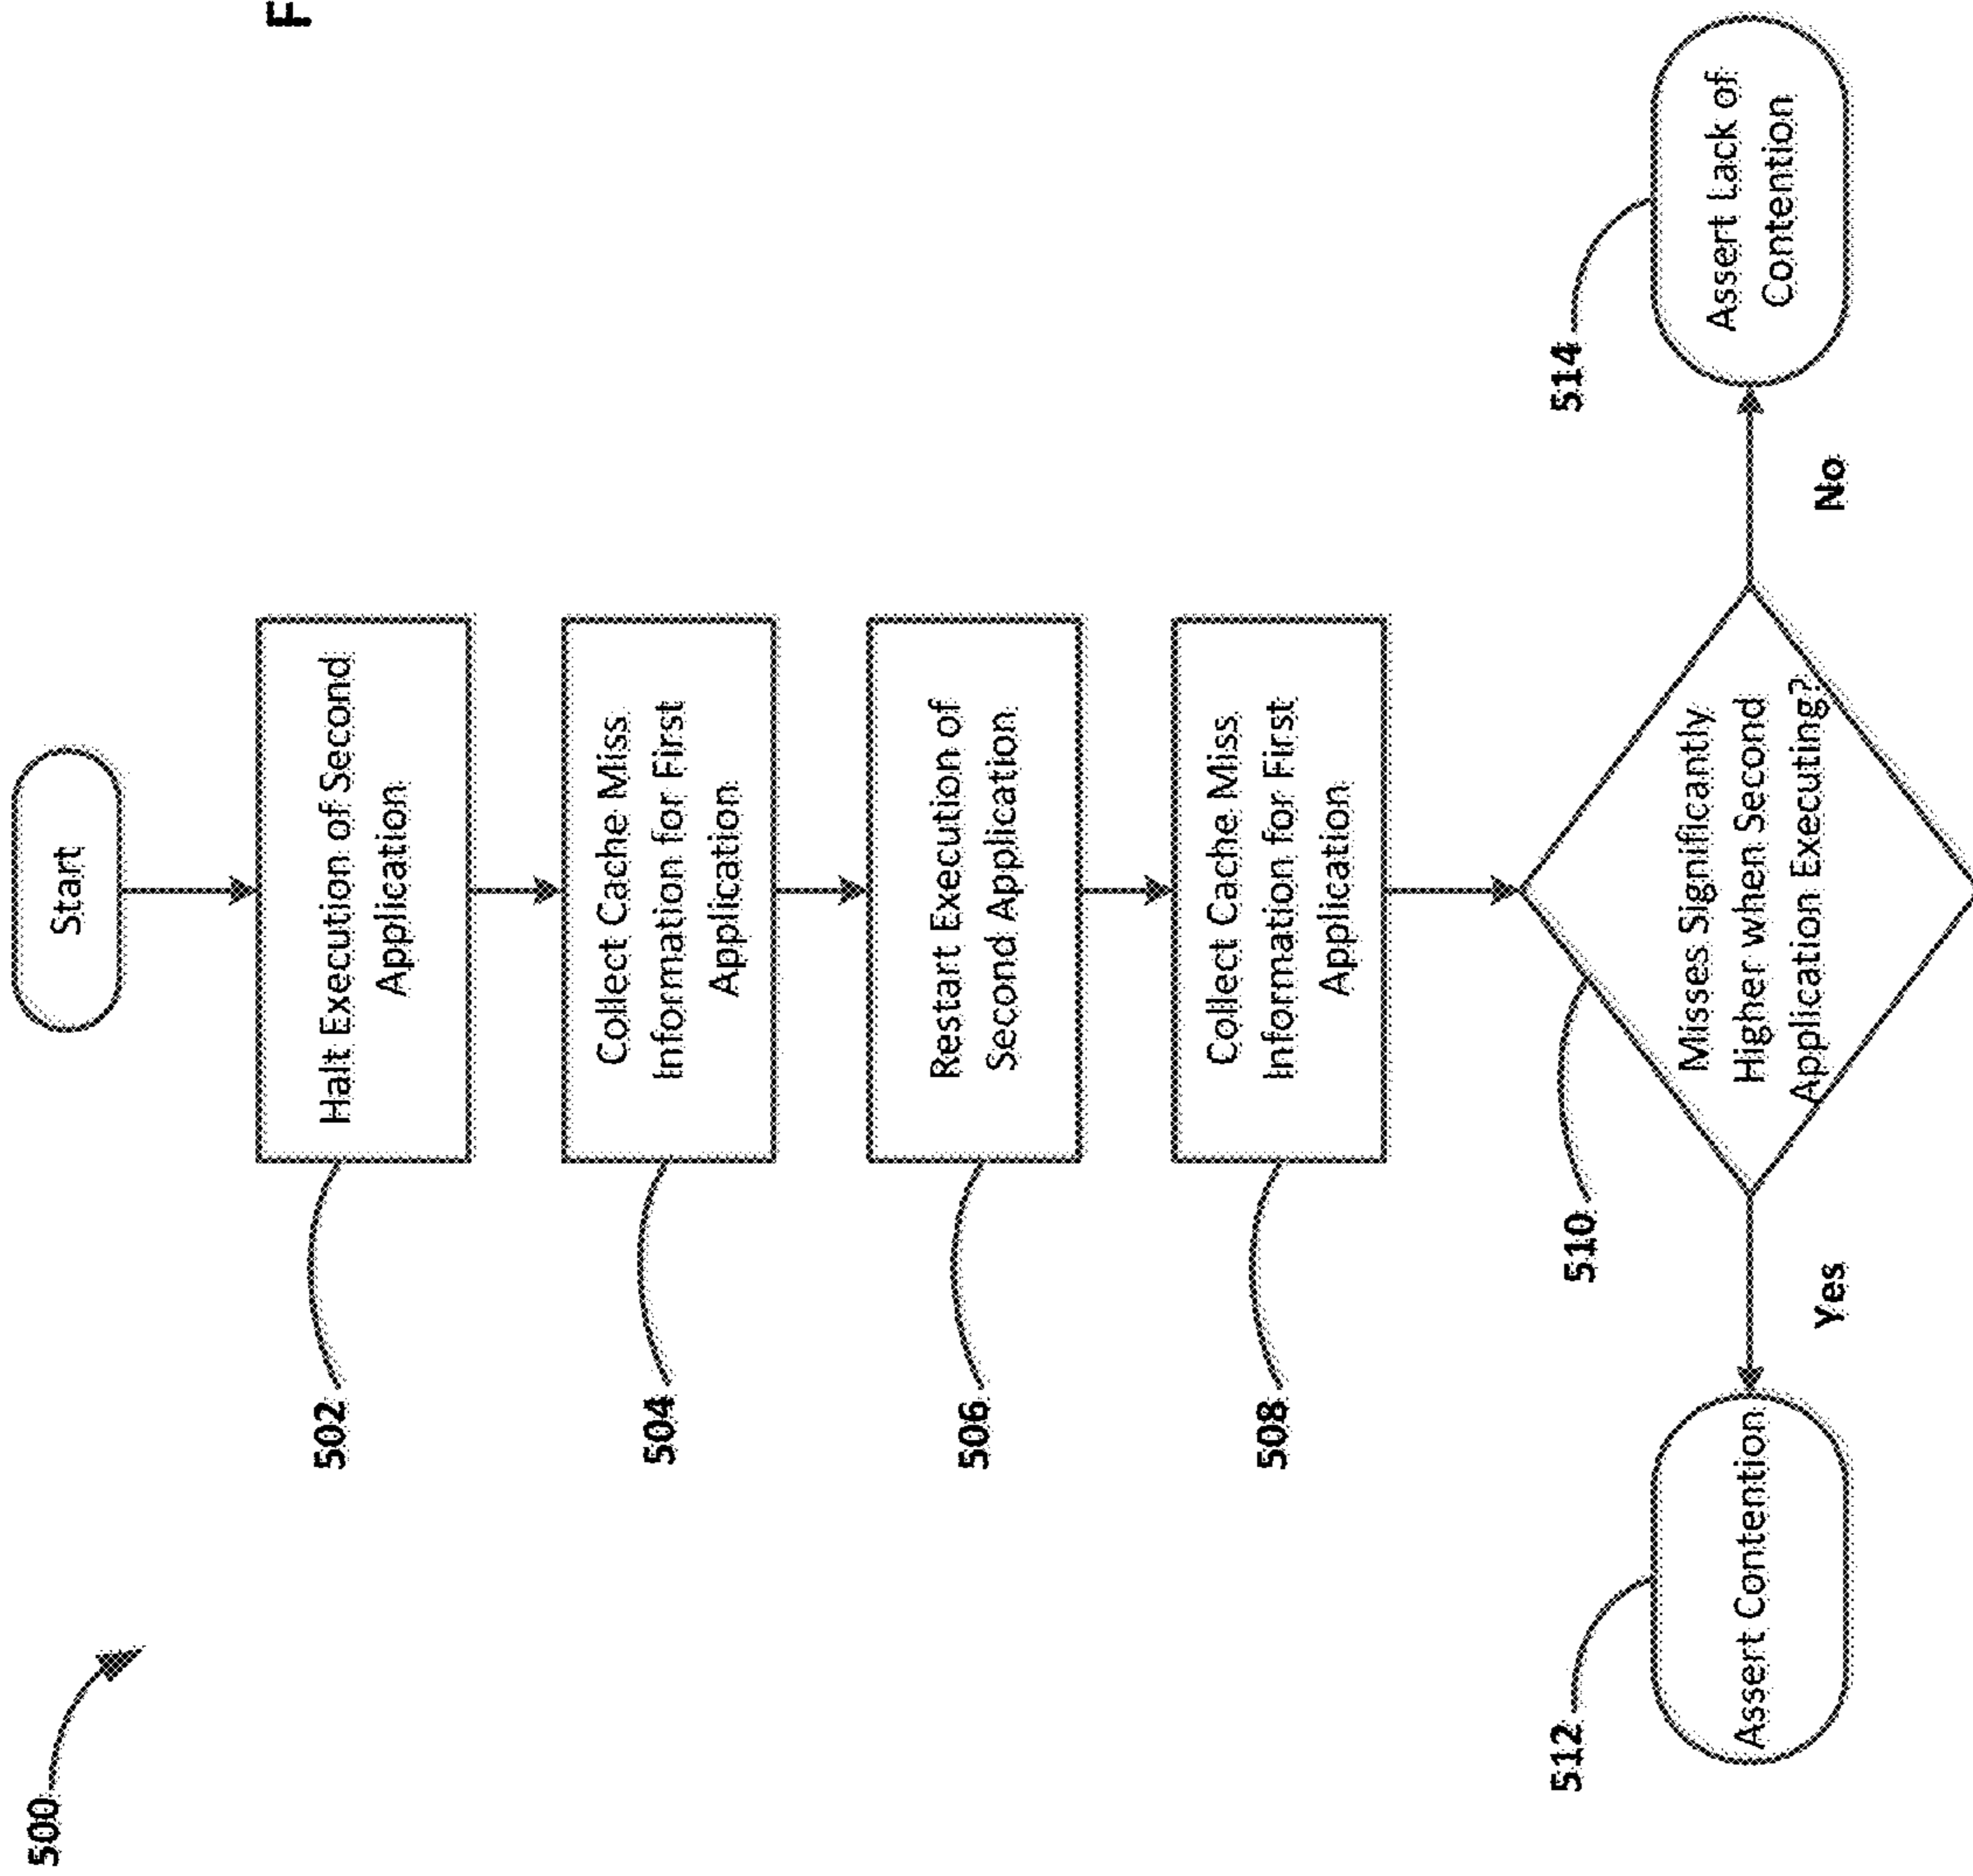 500
Start
502
Halt Execution of Second
Application
504
Collect Cache Miss
Information for First
Application
506
Restart Execution of
Second Application
508
Collect Cache Miss
Information for First
Application
510
Misses Significantly
Higher when Second
Application Executing?
Yes
No
512
Assert Contention
514
Assert Lack of
Contention